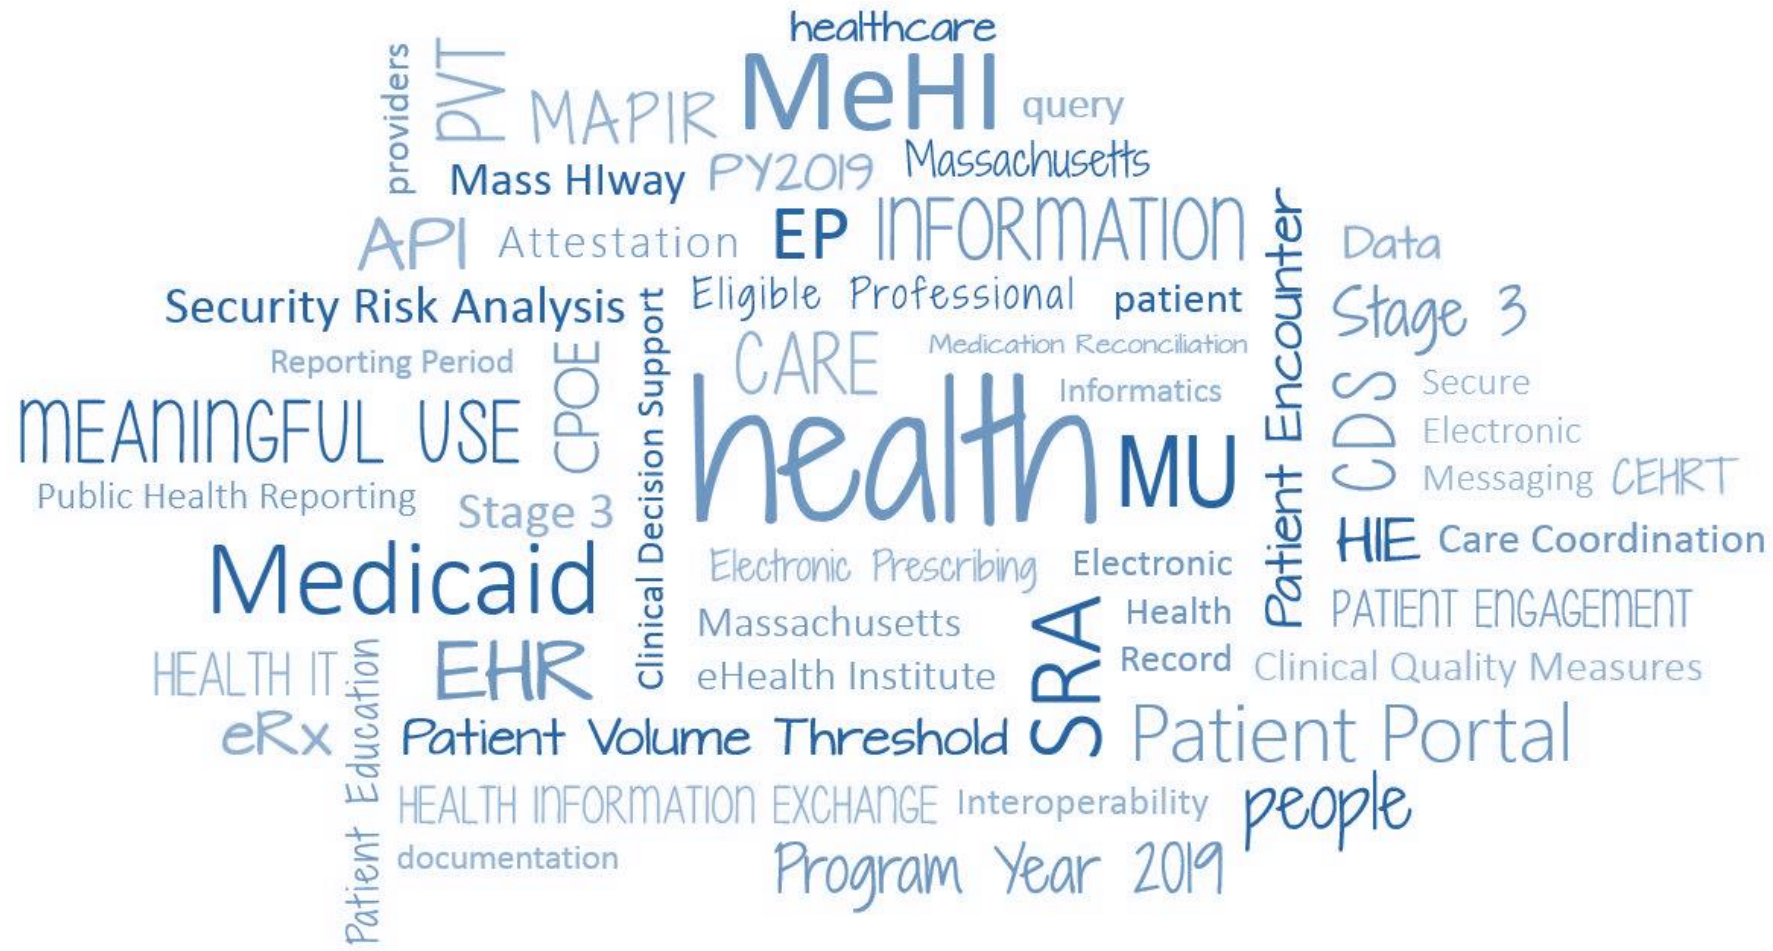 healthcare
providers
PVT
MAPIR
MeHI
query
Mass HIway
PY2019
Massachusetts
API
Attestation
EP
INFORMATION
Patient Encounter
Data
Security Risk Analysis
Clinical Decision Support
Eligible Professional
patient
Stage 3
Reporting Period
CPOE
CARE
Medication Reconciliation
MEANINGFUL USE
health
Informatics
MU
CDS
Secure
Electronic
Messaging
CEHRT
Public Health Reporting
Stage 3
HIE
Care Coordination
Medicaid
Electronic Prescribing
Electronic
Health
Record
Massachusetts
eHealth Institute
SRA
PATIENT ENGAGEMENT
HEALTH IT
Patient Education
EHR
Clinical Quality Measures
eRx
Patient Volume Threshold
Patient Portal
HEALTH INFORMATION EXCHANGE
Interoperability
people
documentation
Program Year 2019